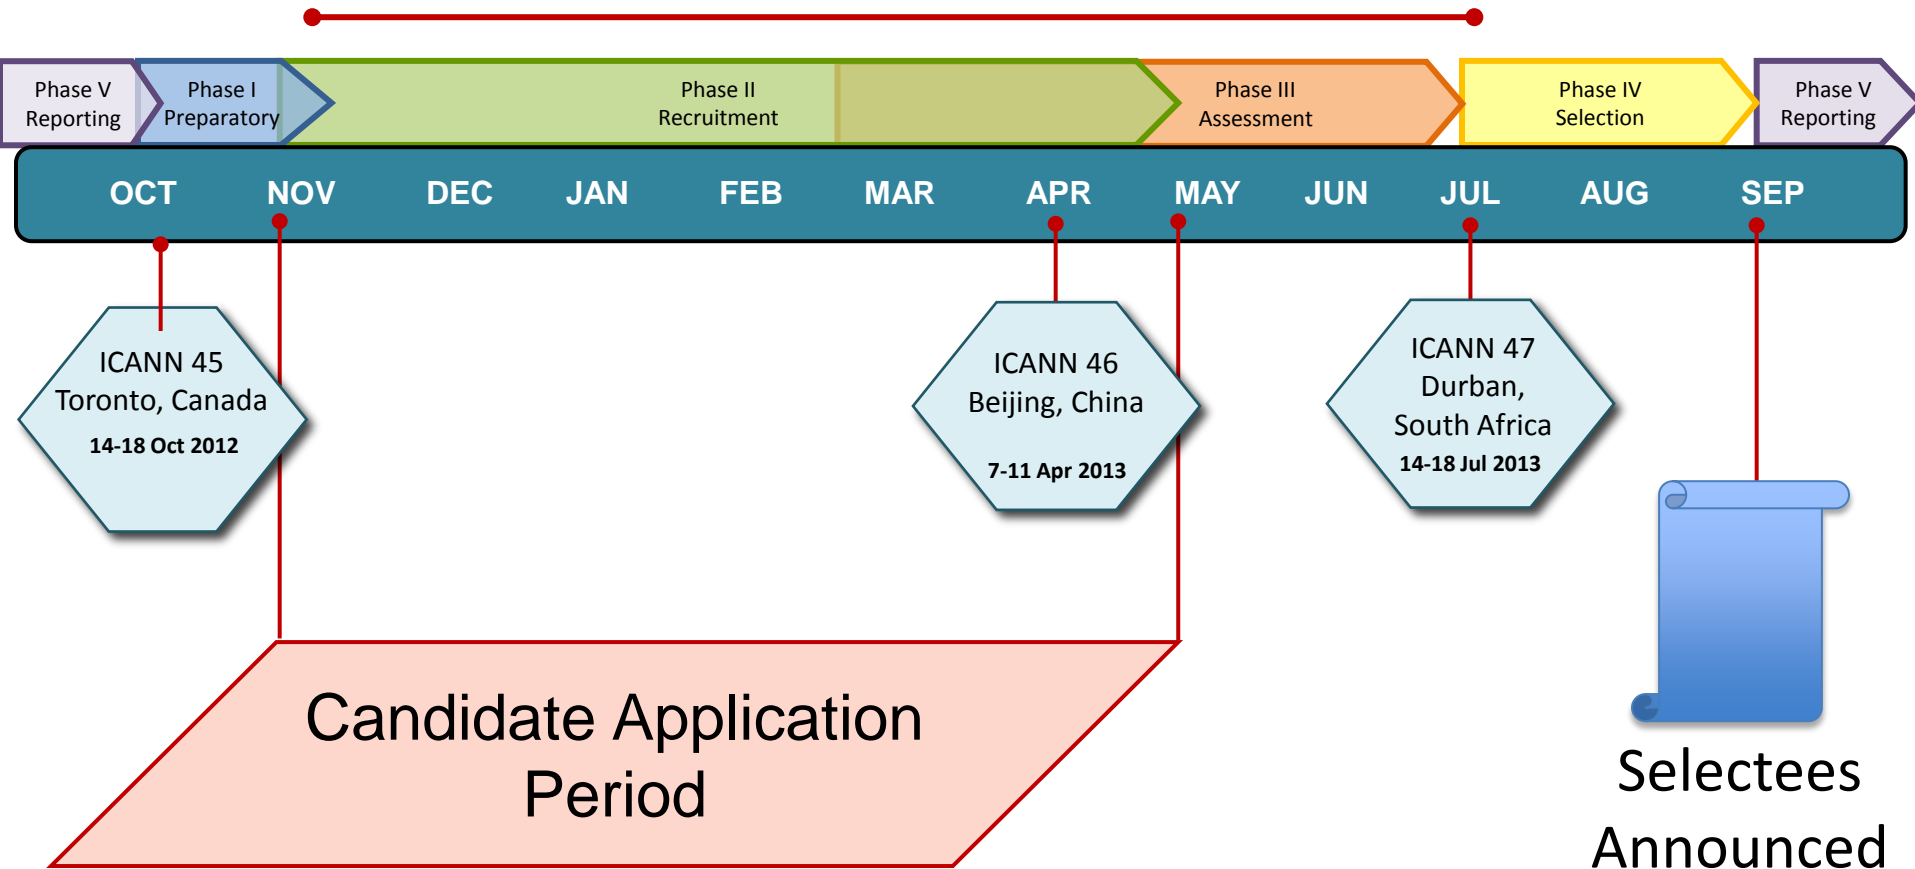 Phase V
Reporting
Phase I
Preparatory
Phase II
Recruitment
Phase III
Assessment
Phase IV
Selection
Phase V
Reporting
OCT NOV DEC JAN FEB MAR APR MAY JUN JUL AUG SEP
ICANN 45
Toronto, Canada
14-18 Oct 2012
ICANN 46
Beijing, China
7-11 Apr 2013
ICANN 47
Durban,
South Africa
14-18 Jul 2013
Candidate Application
Period
Selectees
Announced